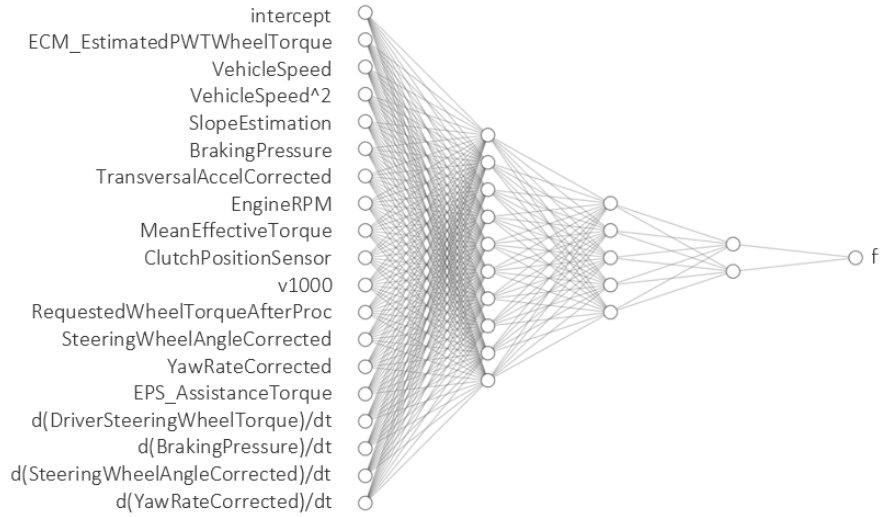 intercept
ECM_EstimatedPWTWheelTorque
VehicleSpeed
VehicleSpeed^2
SlopeEstimation
BrakingPressure
TransversalAccelCorrected
EngineRPM
MeanEffectiveTorque
ClutchPositionSensor
f
v1000
RequestedWheelTorqueAfterProc
SteeringWheelAngleCorrected
YawRateCorrected
EPS_AssistanceTorque
d(DriverSteeringWheelTorque)/dt
d(BrakingPressure)/dt
d(SteeringWheelAngleCorrected)/dt
d(YawRateCorrected)/dt